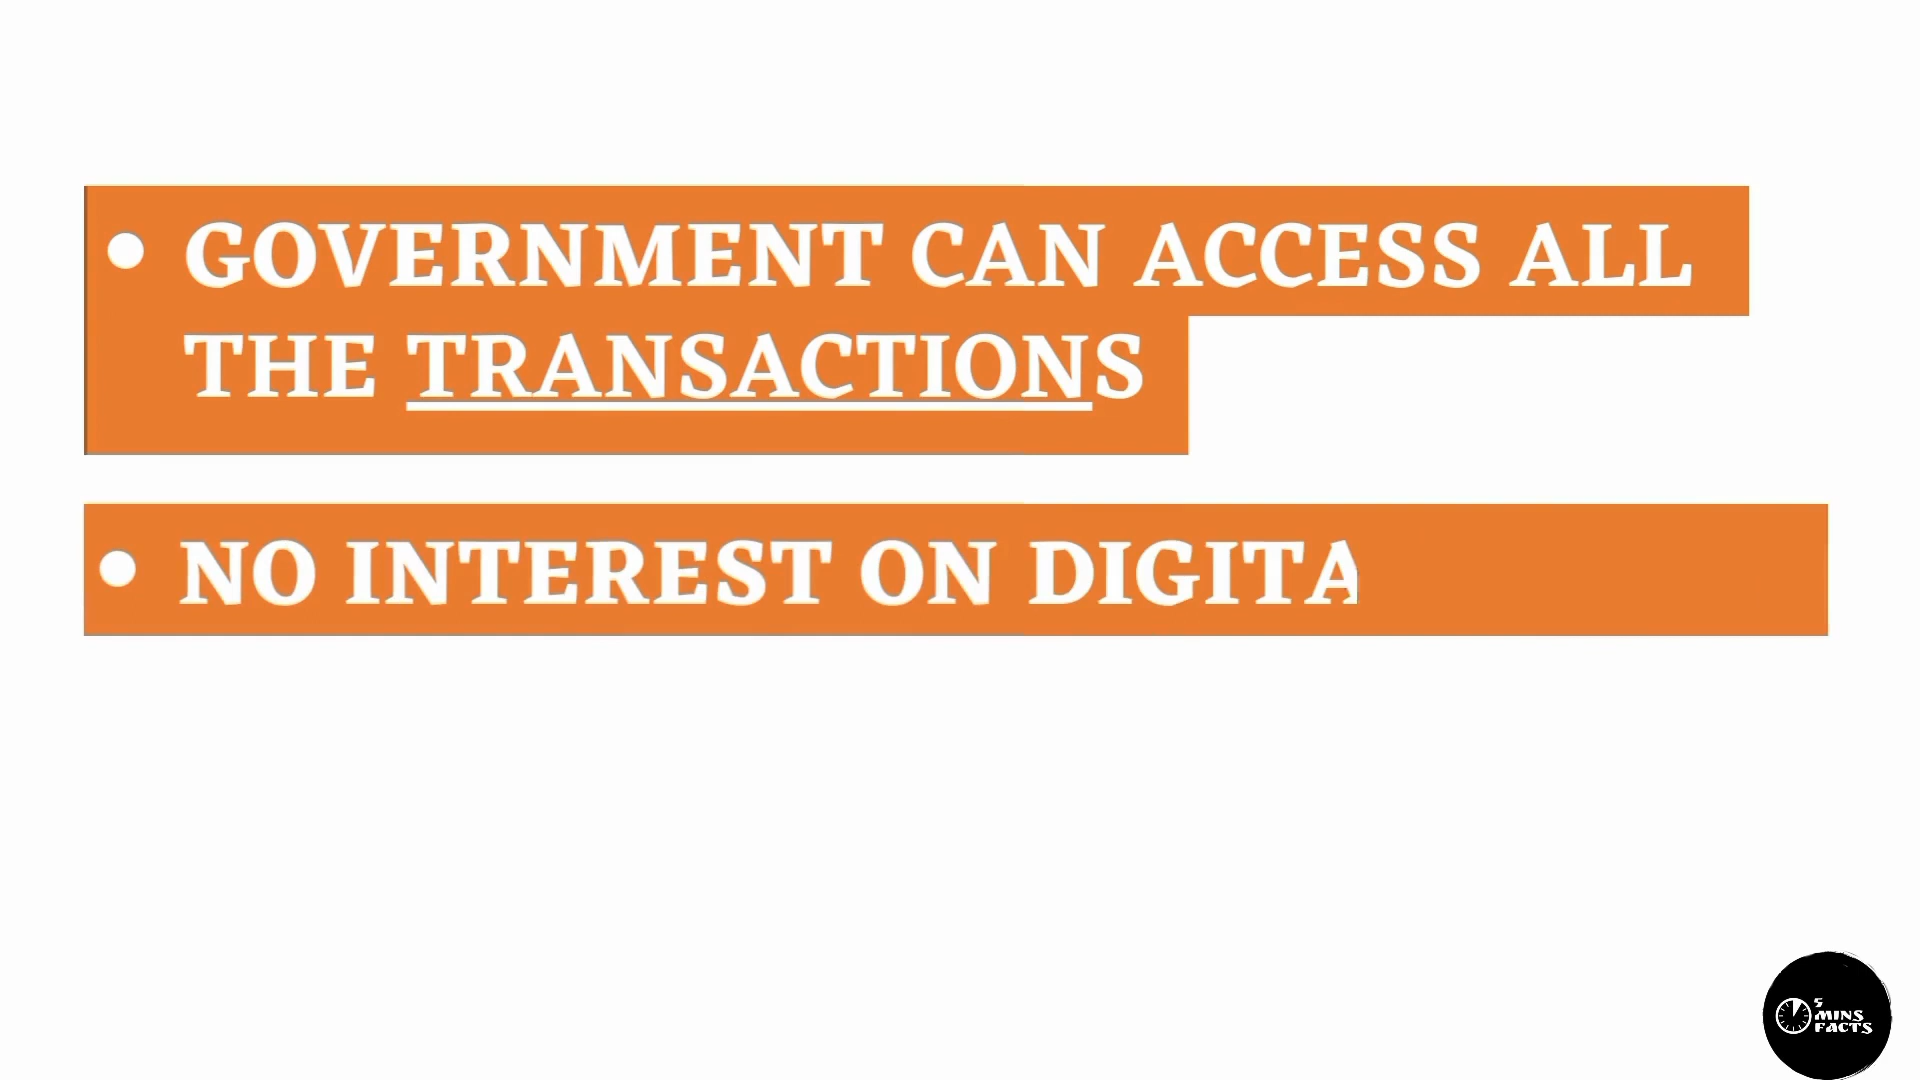 • GOVERNMENT CAN ACCESS ALL
THE TRANSACTIONS
• NO INTEREST ON DIGITA
5
MINS
FACTS